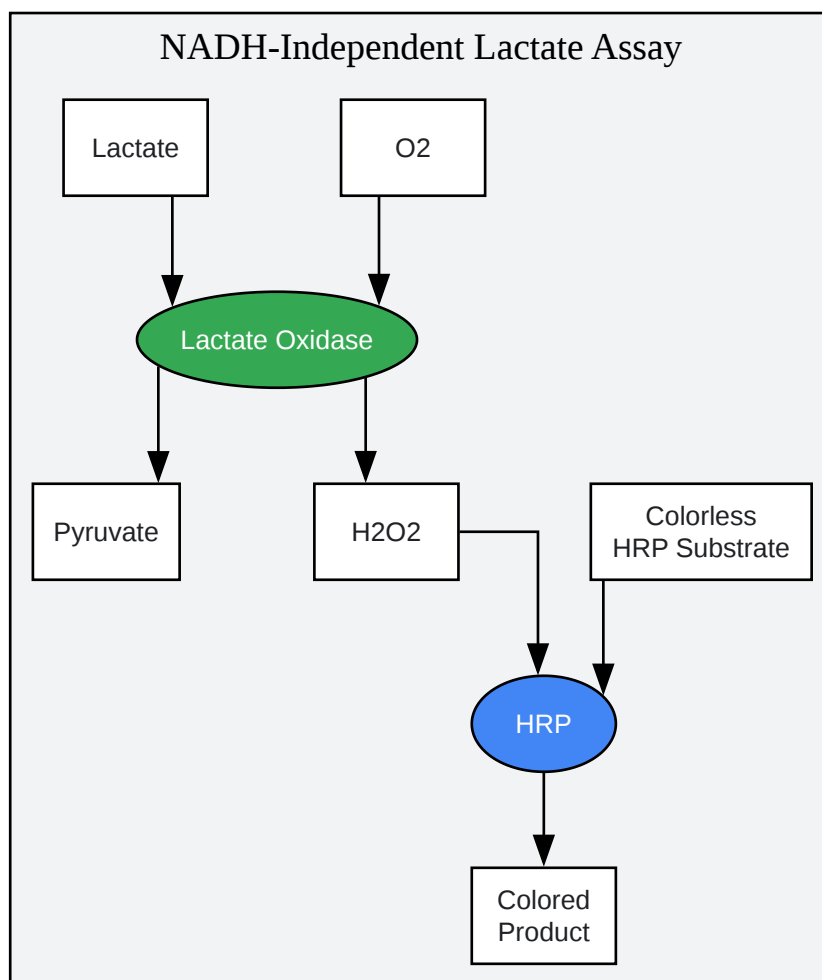 NADH-Independent Lactate Assay
Lactate
O2
Lactate Oxidase
Pyruvate
H2O2
Colorless
HRP Substrate
HRP
Colored
Product